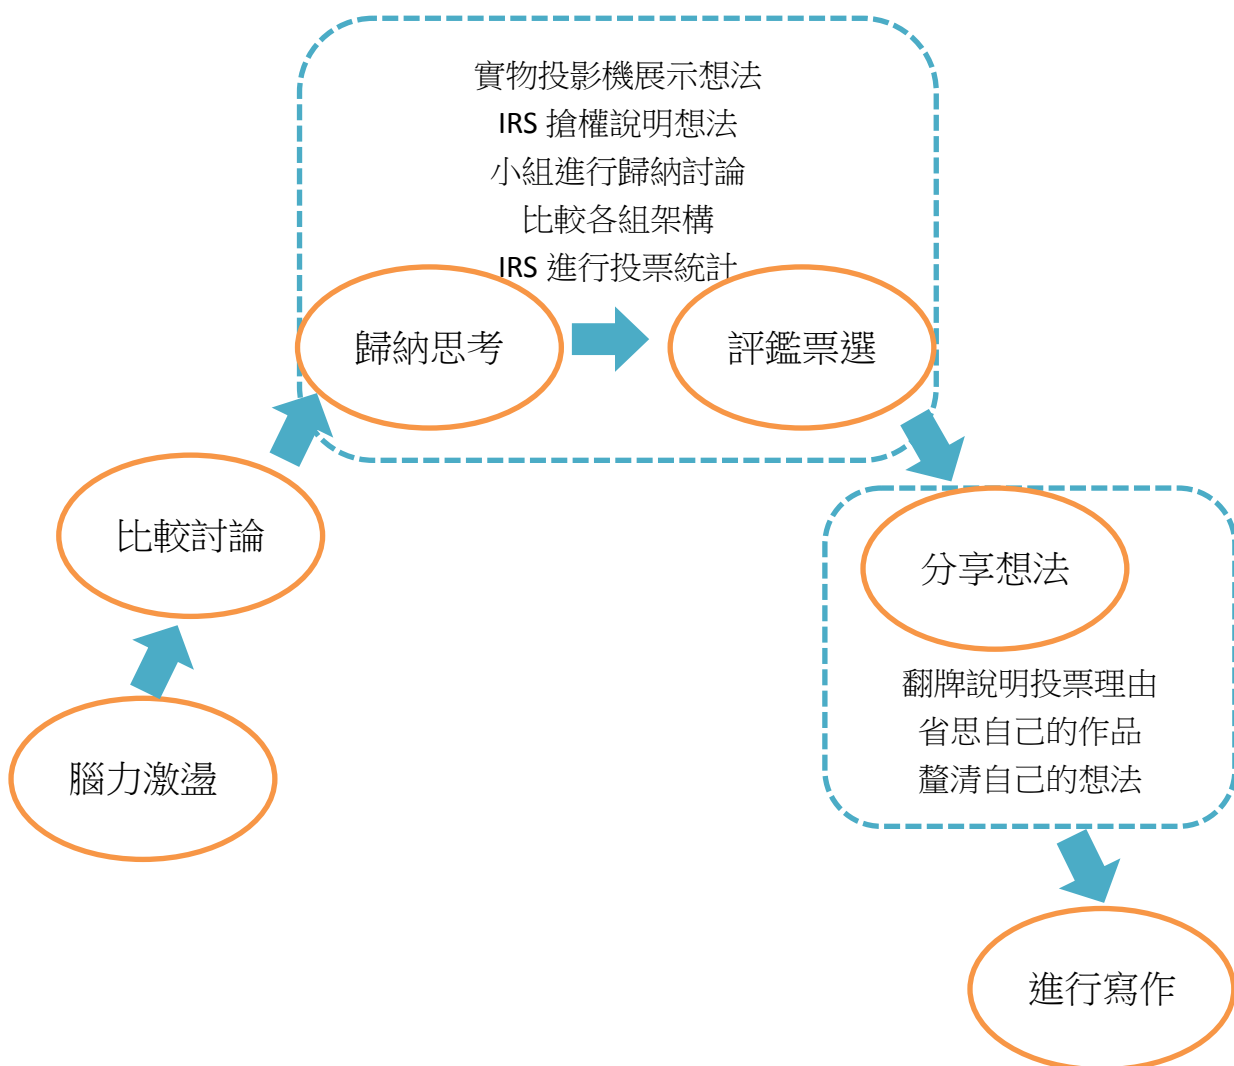 實物投影機展示想法
IRS 搶權說明想法
小組進行歸納討論
比較各組架構
IRS 進行投票統計
歸納思考
評鑑票選
比較討論
分享想法
翻牌說明投票理由
省思自己的作品
釐清自己的想法
腦力激盪
進行寫作